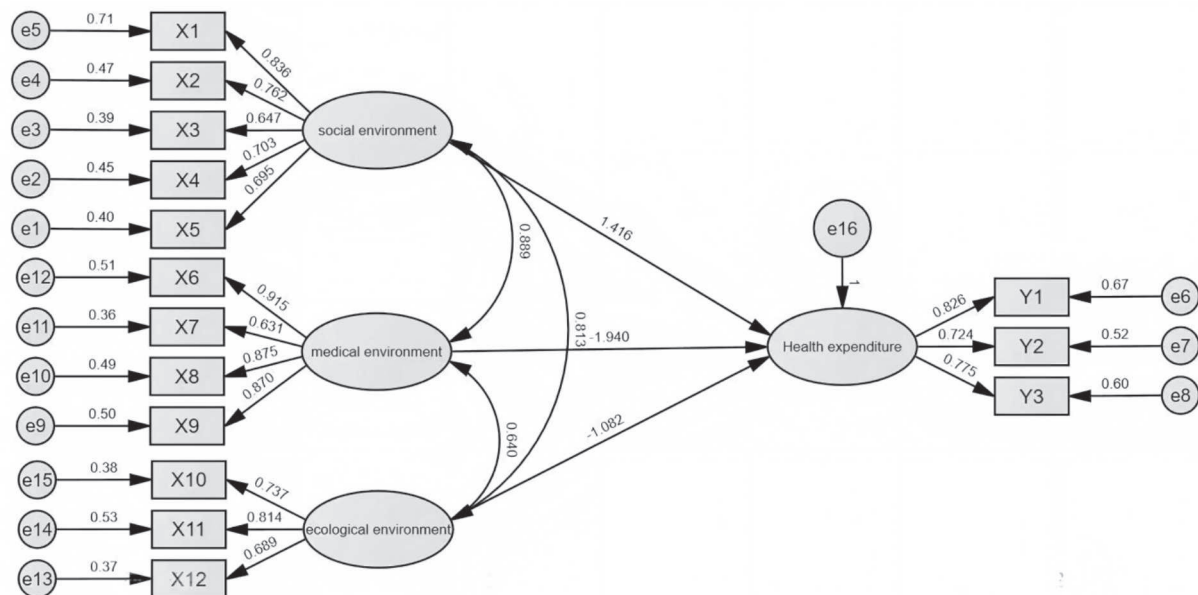 e5 0.71 X1 0.836
e4 0.47 X2 0.762
e3 0.39 X3 0.647
e2 0.45 X4 0.703
e1 0.40 X5 0.695
social environment
e12 0.51 X6 0.915
e11 0.36 X7 0.631
e10 0.49 X8 0.875
e9 0.50 X9 0.870
medical environment
e15 0.38 X10 0.737
e14 0.53 X11 0.814
e13 0.37 X12 0.689
ecological environment
0.889
0.813
0.640
1.416
-1.940
-1.082
e16
1
Health expenditure
0.826 Y1 0.67 e6
0.724 Y2 0.52 e7
0.775 Y3 0.60 e8